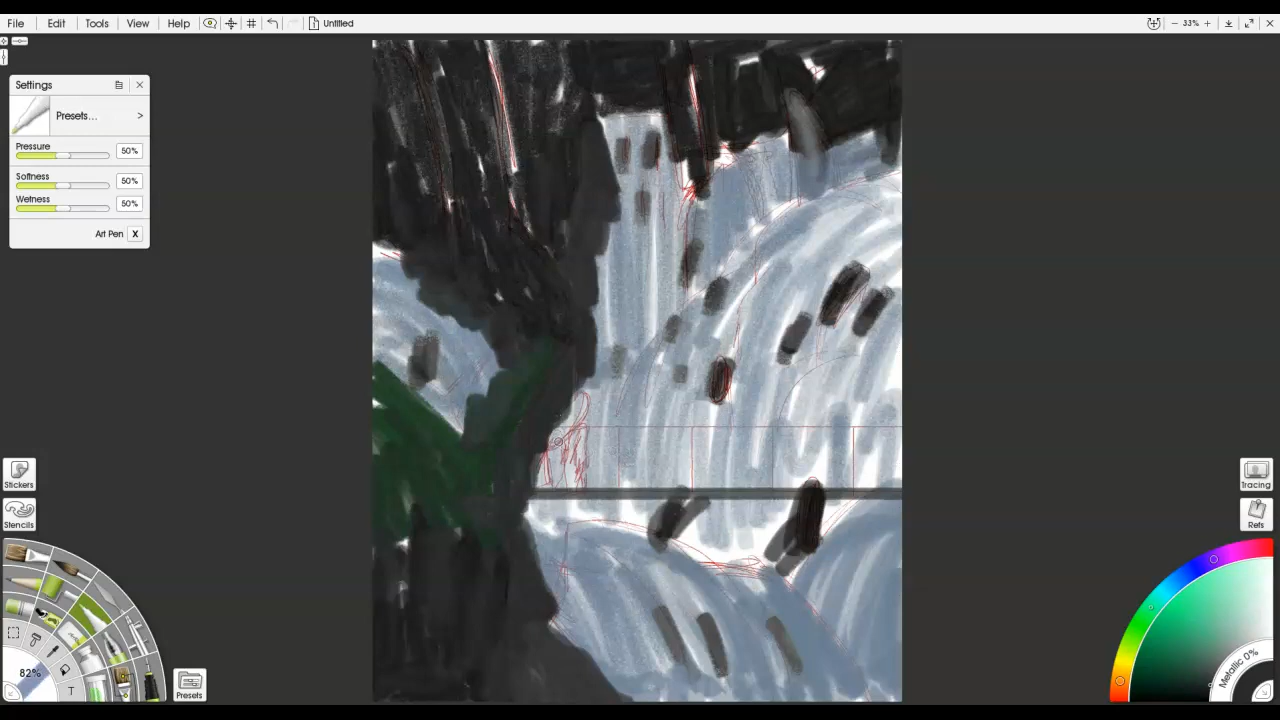 File Edit Tools View Help Untitled 33%
Settings
Presets... >
Pressure 50%
Softness 50%
Wetness 50%
Art Pen X
Stickers
Stencils
Tracing
Refs
82%
T
Presets
Metallic 0%